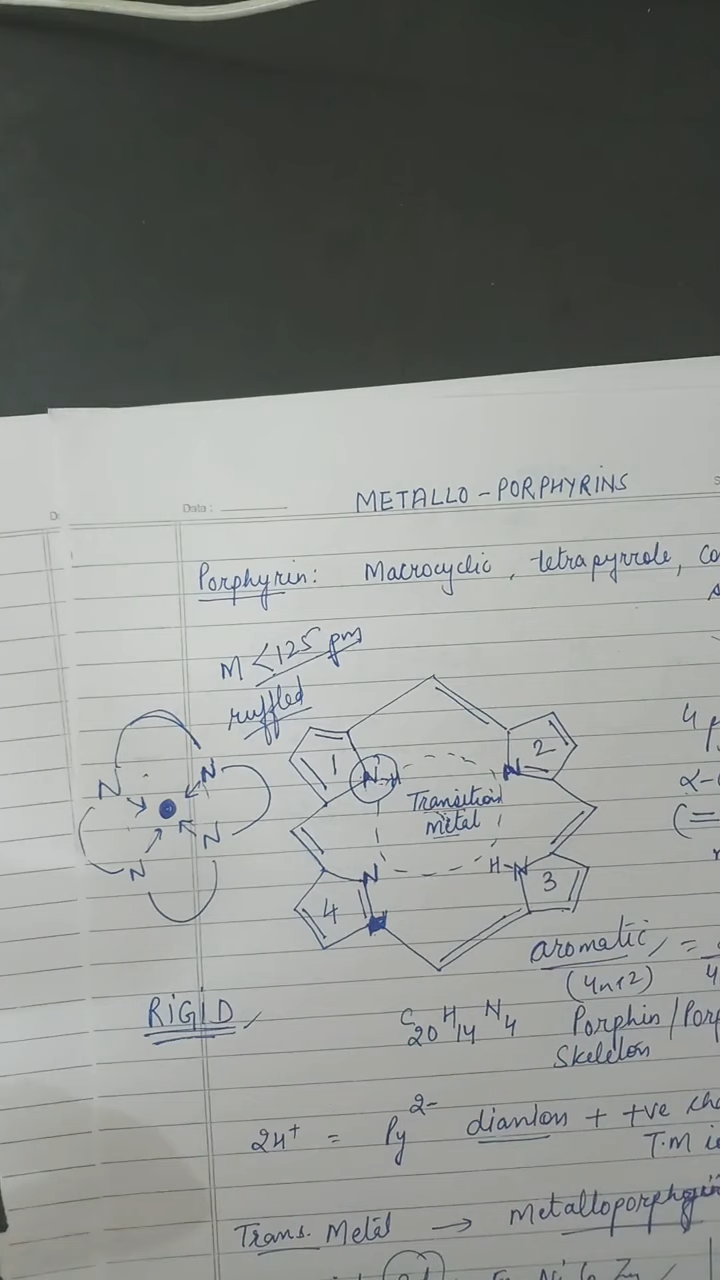 Date :
METALLO - PORPHYRINS
Porphyrin: Macrocyclic, tetrapyrrole,
M < 125 pm
ruffled
1 2
N-H N
Transition
metal
N H-N
4 3
N N
N N
aromatic, =
(4n+2)
RIGID
C20 H14 N4 Porphin /
Skeleton
2H+ = Py2- dianion + +ve
T.M
Trans. Metal → Metalloporphyrin